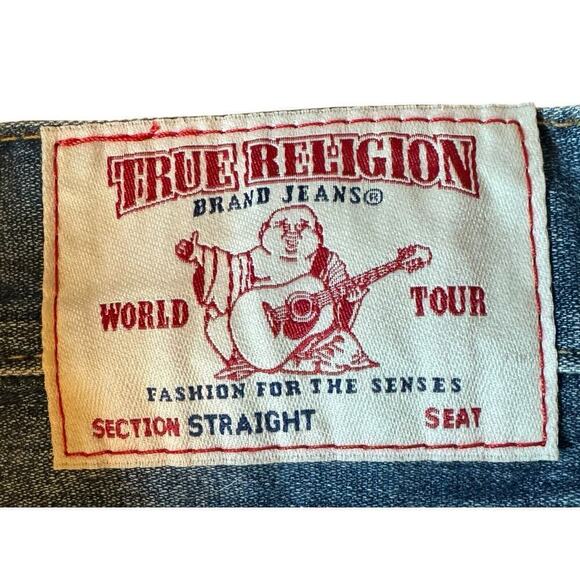 TRUE RELIGION
BRAND JEANS®
WORLD TOUR
FASHION FOR THE SENSES
SECTION STRAIGHT SEAT